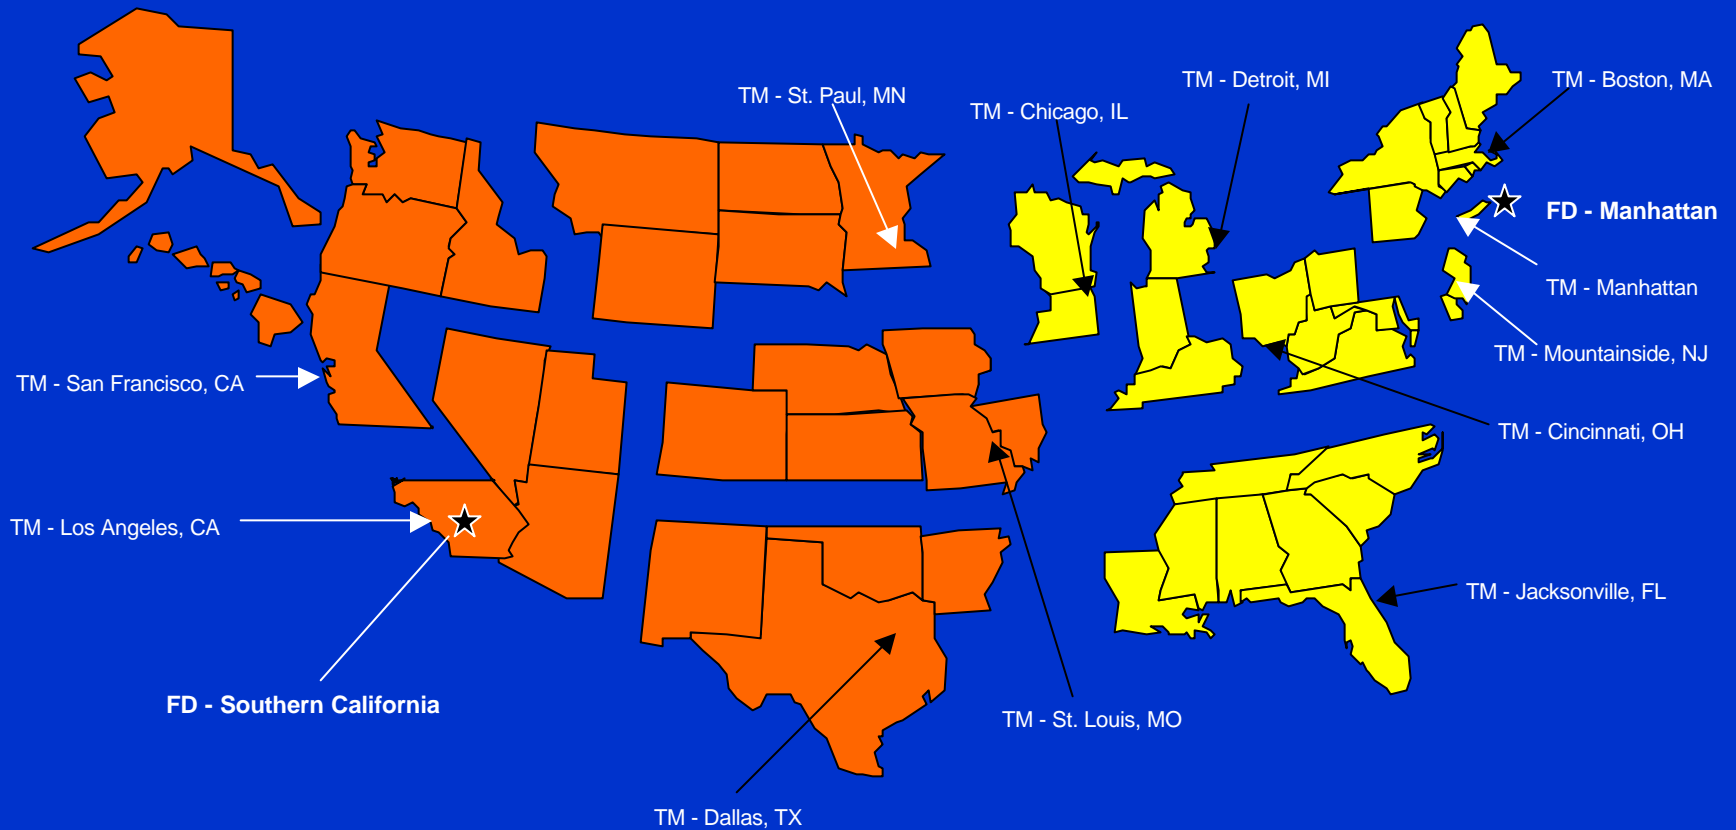 TM - St. Paul, MN
TM - Chicago, IL
TM - Detroit, MI
TM - Boston, MA
FD - Manhattan
TM - Manhattan
TM - Mountainside, NJ
TM - San Francisco, CA
TM - Cincinnati, OH
TM - Los Angeles, CA
TM - Jacksonville, FL
FD - Southern California
TM - St. Louis, MO
TM - Dallas, TX